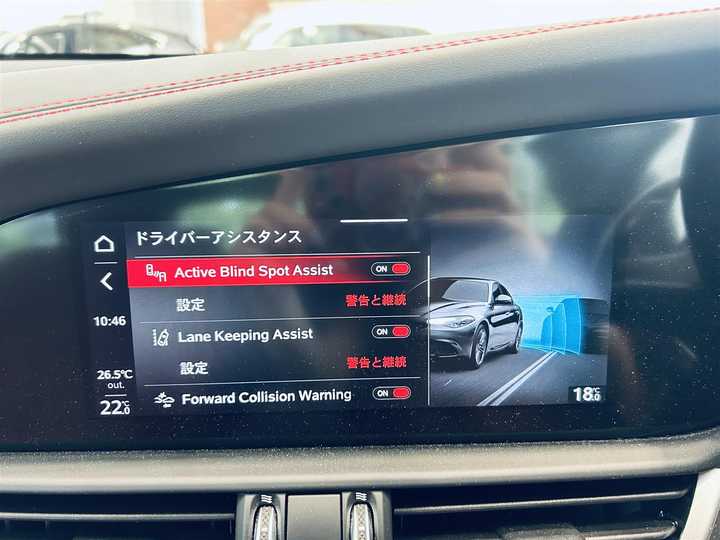 ドライバーアシスタンス
Active Blind Spot Assist ON
設定 警告と継続
10:46
Lane Keeping Assist ON
設定 警告と継続
26.5℃
out.
Forward Collision Warning ON
22.0℃
18.0℃